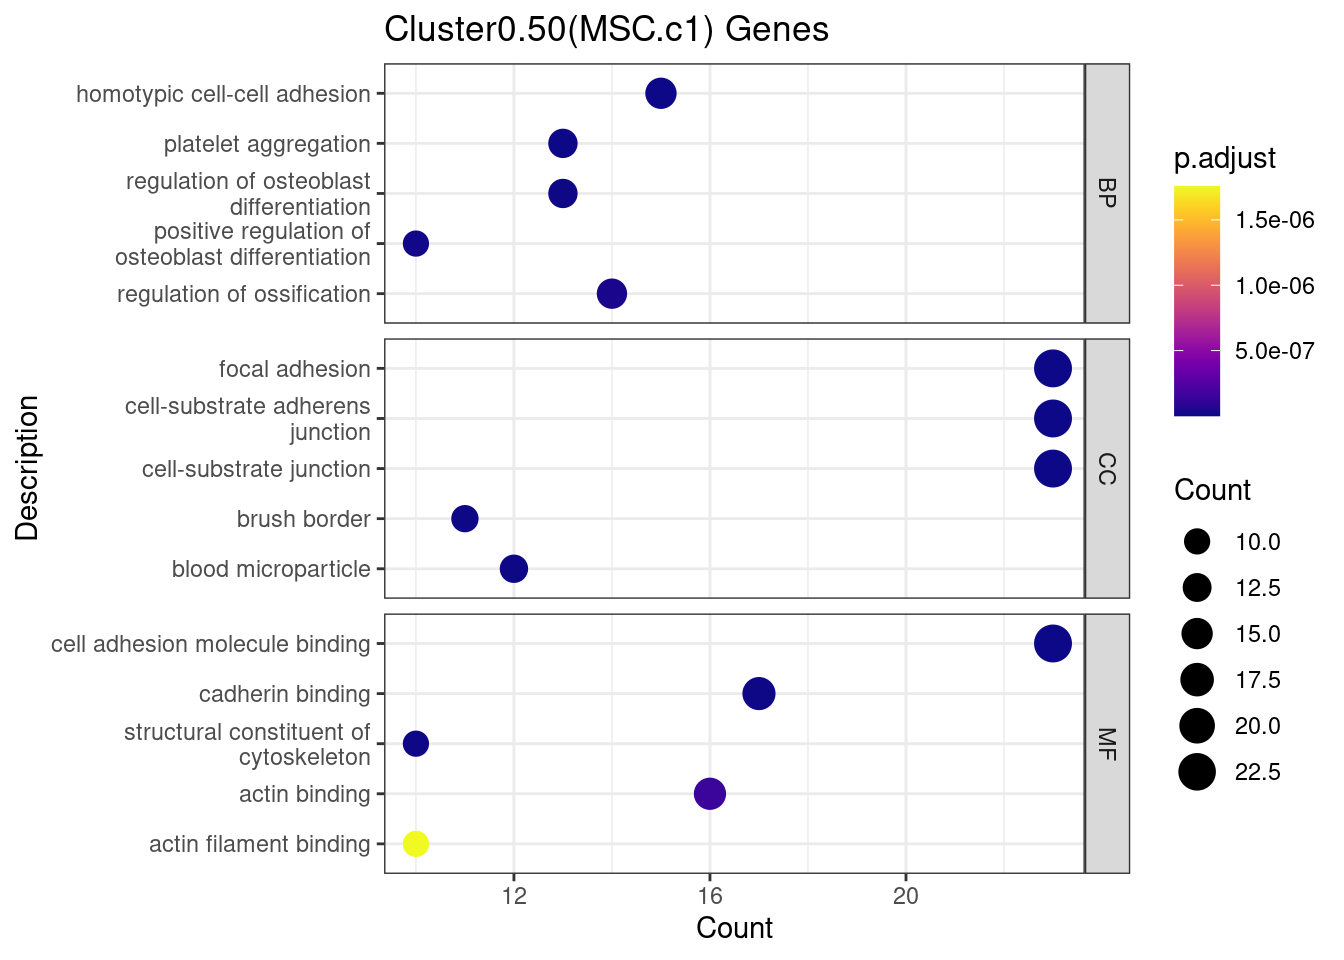 Cluster0.50(MSC.c1) Genes
homotypic cell-cell adhesion
platelet aggregation
regulation of osteoblast
differentiation
positive regulation of
osteoblast differentiation
regulation of ossification
BP
focal adhesion
cell-substrate adherens
junction
cell-substrate junction
brush border
blood microparticle
CC
cell adhesion molecule binding
cadherin binding
structural constituent of
cytoskeleton
actin binding
actin filament binding
MF
Description
12
16
20
Count
p.adjust
1.5e-06
1.0e-06
5.0e-07
Count
10.0
12.5
15.0
17.5
20.0
22.5